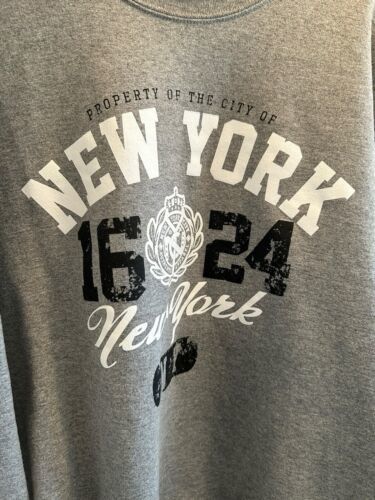 PROPERTY OF THE CITY OF
NEW YORK
16 24
New York